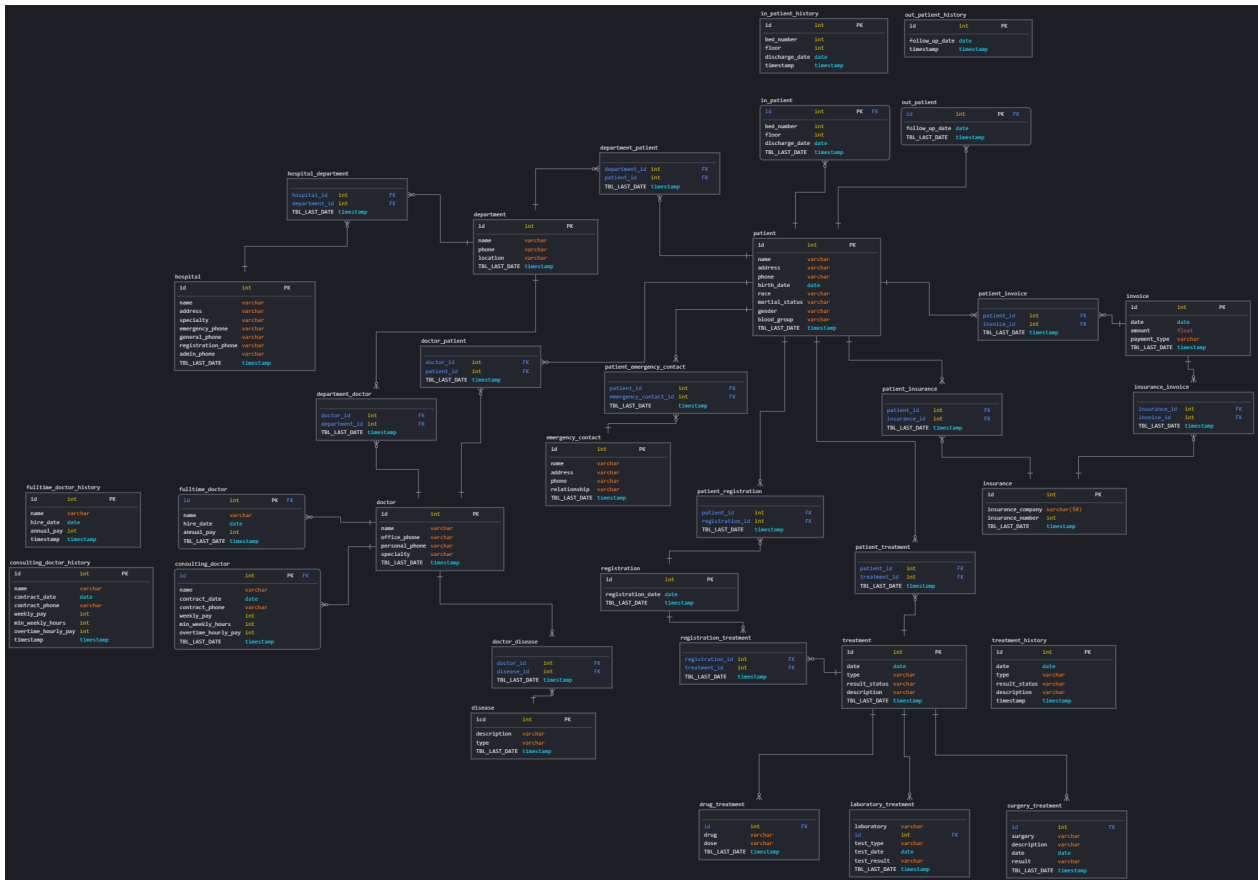 in_patient_history
id int PK
bed_number int
floor int
discharge_date date
timestamp timestamp
out_patient_history
id int PK
follow_up_date date
timestamp timestamp
in_patient
id int PK FK
bed_number int
floor int
discharge_date date
TBL_LAST_DATE timestamp
out_patient
id int PK FK
follow_up_date date
TBL_LAST_DATE timestamp
department_patient
department_id int FK
patient_id int FK
TBL_LAST_DATE timestamp
hospital_department
hospital_id int FK
department_id int FK
TBL_LAST_DATE timestamp
department
id int PK
name varchar
phone varchar
location varchar
TBL_LAST_DATE timestamp
patient
id int PK
name varchar
address varchar
phone varchar
birth_date date
race varchar
martial_status varchar
gender varchar
blood_group varchar
TBL_LAST_DATE timestamp
hospital
id int PK
name varchar
address varchar
specialty varchar
emergency_phone varchar
general_phone varchar
registration_phone varchar
admin_phone varchar
TBL_LAST_DATE timestamp
patient_invoice
patient_id int FK
invoice_id int FK
TBL_LAST_DATE timestamp
invoice
id int PK
date date
amount float
payment_type varchar
TBL_LAST_DATE timestamp
doctor_patient
doctor_id int FK
patient_id int FK
TBL_LAST_DATE timestamp
patient_emergency_contact
patient_id int FK
emergency_contact_id int FK
TBL_LAST_DATE timestamp
patient_insurance
patient_id int FK
insurance_id int FK
TBL_LAST_DATE timestamp
insurance_invoice
insurance_id int FK
invoice_id int FK
TBL_LAST_DATE timestamp
department_doctor
doctor_id int FK
department_id int FK
TBL_LAST_DATE timestamp
emergency_contact
id int PK
name varchar
address varchar
phone varchar
relationship varchar
TBL_LAST_DATE timestamp
fulltime_doctor_history
id int PK
name varchar
hire_date date
annual_pay int
timestamp timestamp
fulltime_doctor
id int PK FK
name varchar
hire_date date
annual_pay int
TBL_LAST_DATE timestamp
doctor
id int PK
name varchar
office_phone varchar
personal_phone varchar
specialty varchar
TBL_LAST_DATE timestamp
patient_registration
patient_id int FK
registration_id int FK
TBL_LAST_DATE timestamp
insurance
id int PK
insurance_company varchar(50)
insurance_number int
TBL_LAST_DATE timestamp
consulting_doctor_history
id int PK
name varchar
contract_date date
contract_phone varchar
weekly_pay int
min_weekly_hours int
overtime_hourly_pay int
timestamp timestamp
consulting_doctor
id int PK FK
name varchar
contract_date date
contract_phone varchar
weekly_pay int
min_weekly_hours int
overtime_hourly_pay int
TBL_LAST_DATE timestamp
registration
id int PK
registration_date date
TBL_LAST_DATE timestamp
patient_treatment
patient_id int FK
treatment_id int FK
TBL_LAST_DATE timestamp
doctor_disease
doctor_id int FK
disease_id int FK
TBL_LAST_DATE timestamp
registration_treatment
registration_id int FK
treatment_id int FK
TBL_LAST_DATE timestamp
treatment
id int PK
date date
type varchar
result_status varchar
description varchar
TBL_LAST_DATE timestamp
treatment_history
id int PK
date date
type varchar
result_status varchar
description varchar
timestamp timestamp
disease
icd int PK
description varchar
type varchar
TBL_LAST_DATE timestamp
drug_treatment
id int FK
drug varchar
dose varchar
TBL_LAST_DATE timestamp
laboratory_treatment
laboratory varchar
id int FK
test_type varchar
test_date date
test_result varchar
TBL_LAST_DATE timestamp
surgery_treatment
id int FK
surgery varchar
description varchar
date date
result varchar
TBL_LAST_DATE timestamp